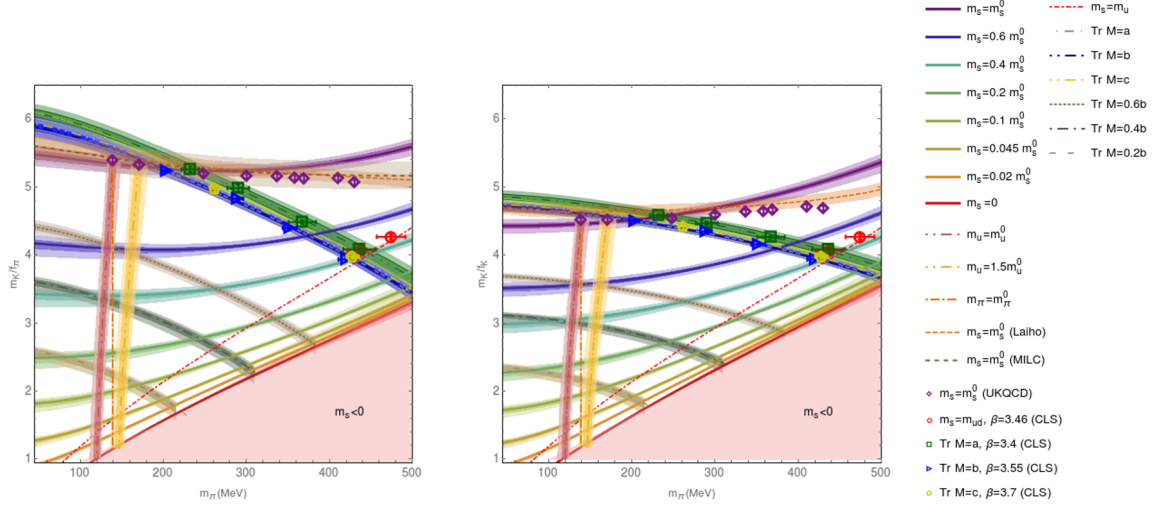 6
5
4
3
2
1
m_K/f_π
100
200
300
400
500
m_π(MeV)
m_s<0
6
5
4
3
2
1
m_K/f_K
100
200
300
400
500
m_π(MeV)
m_s<0
m_s=m_s^0
m_s=0.6 m_s^0
m_s=0.4 m_s^0
m_s=0.2 m_s^0
m_s=0.1 m_s^0
m_s=0.045 m_s^0
m_s=0.02 m_s^0
m_s =0
m_u=m_u^0
m_u=1.5m_u^0
m_π=m_π^0
m_s=m_s^0 (Laiho)
m_s=m_s^0 (MILC)
m_s=m_s^0 (UKQCD)
m_s=m_ud, β=3.46 (CLS)
Tr M=a, β=3.4 (CLS)
Tr M=b, β=3.55 (CLS)
Tr M=c, β=3.7 (CLS)
m_s=m_u
Tr M=a
Tr M=b
Tr M=c
Tr M=0.6b
Tr M=0.4b
Tr M=0.2b